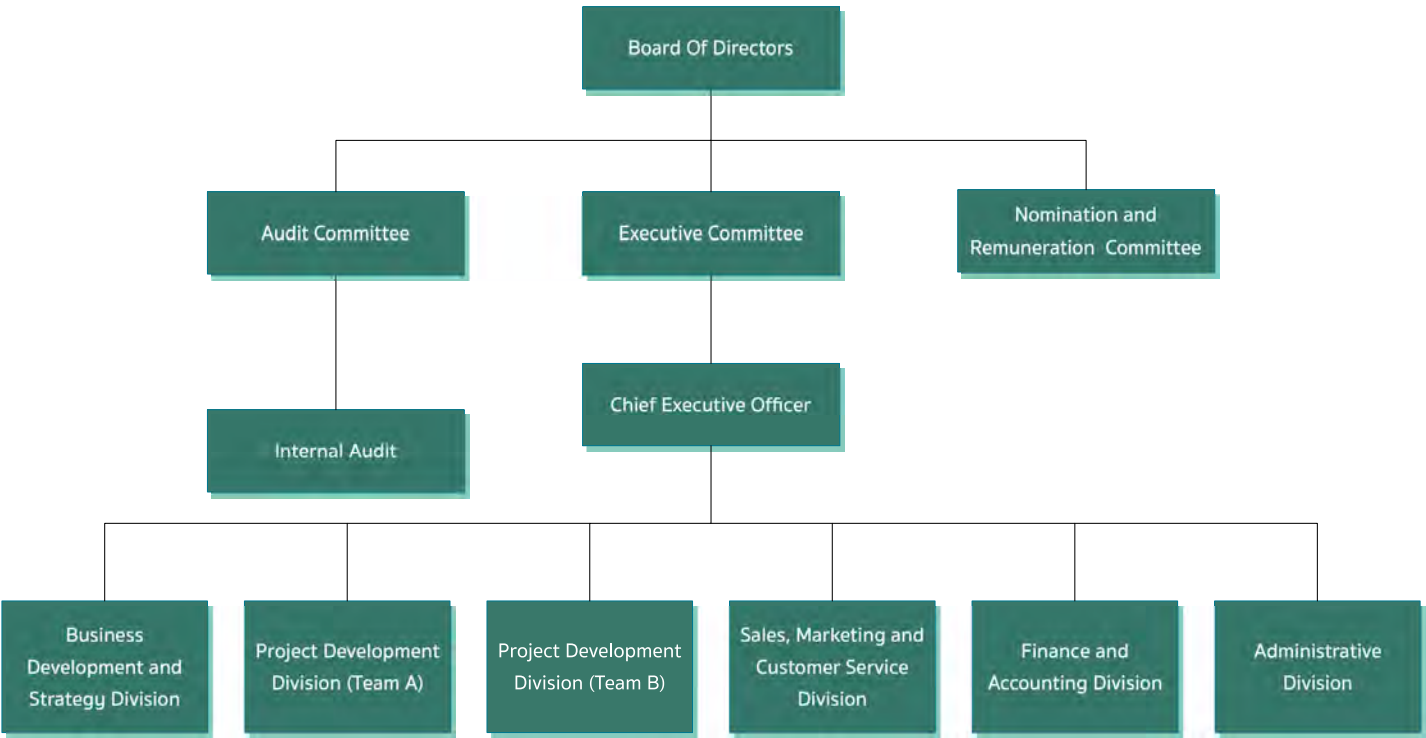 Board Of Directors
Audit Committee
Executive Committee
Nomination and
Remuneration Committee
Chief Executive Officer
Internal Audit
Business
Development and
Strategy Division
Project Development
Division (Team A)
Project Development
Division (Team B)
Sales, Marketing and
Customer Service
Division
Finance and
Accounting Division
Administrative
Division